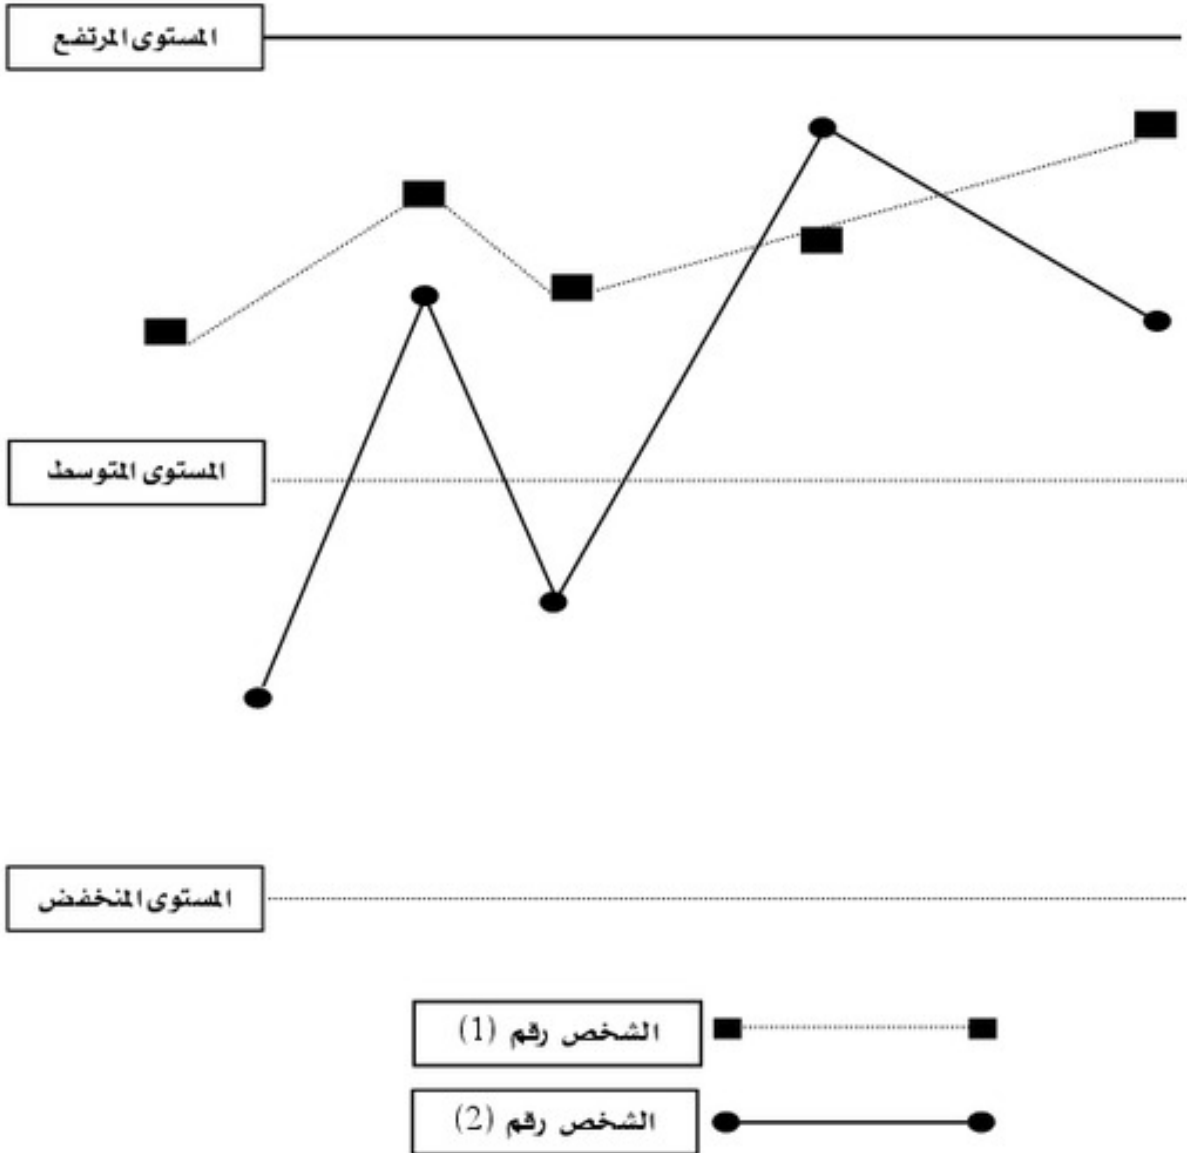 المستوى المرتفع
المستوى المتوسط
المستوى المنخفض
الشخص رقم (1)
الشخص رقم (2)